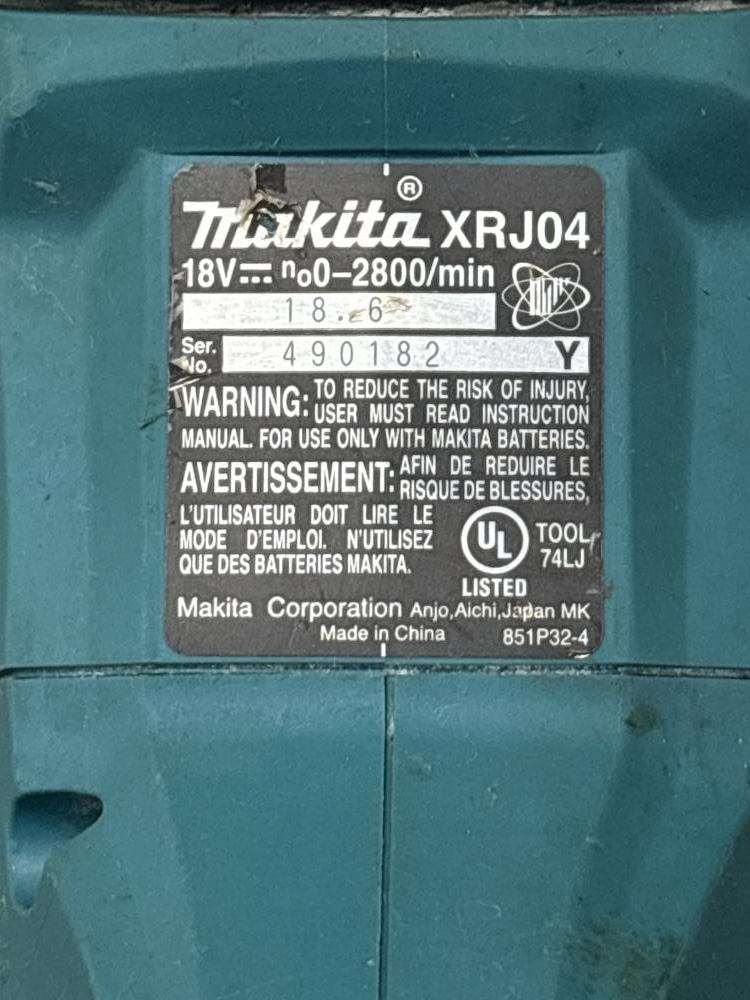 Makita® XRJ04
18V⎓ n₀0–2800/min
18.6
Ser. No. 490182 Y
WARNING: TO REDUCE THE RISK OF INJURY,
USER MUST READ INSTRUCTION
MANUAL. FOR USE ONLY WITH MAKITA BATTERIES.
AVERTISSEMENT: AFIN DE REDUIRE LE
RISQUE DE BLESSURES,
L'UTILISATEUR DOIT LIRE LE
MODE D'EMPLOI. N'UTILISEZ
QUE DES BATTERIES MAKITA.
UL
LISTED
TOOL
74LJ
Makita Corporation Anjo,Aichi,Japan MK
Made in China 851P32-4